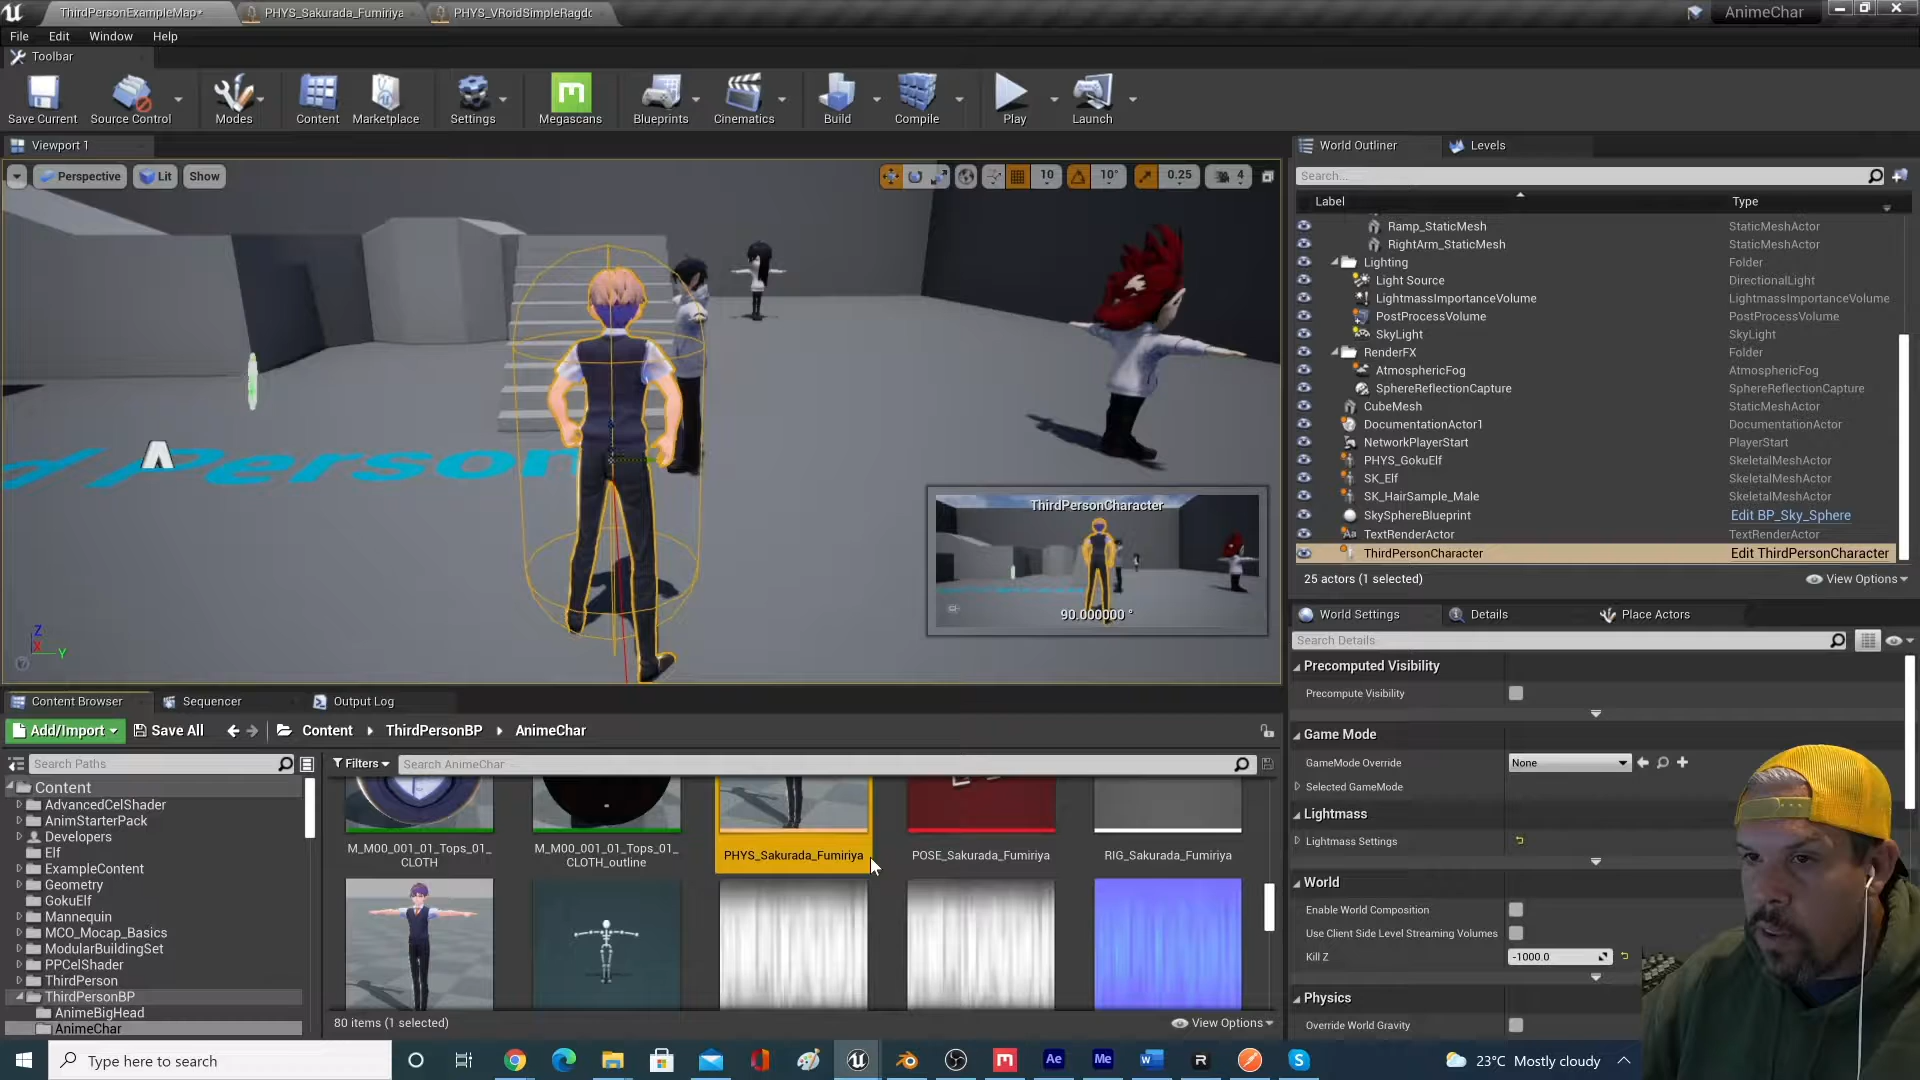 ThirdPersonExampleMap*
PHYS_Sakurada_Fumiriya
PHYS_VRoidSimpleRagdo
AnimeChar
File Edit Window Help
Toolbar
Save Current
Source Control
Modes
Content
Marketplace
Settings
Megascans
Blueprints
Cinematics
Build
Compile
Play
Launch
Viewport 1
Perspective
Lit
Show
10
10°
0.25
4
Person
ThirdPersonCharacter
90.000000 °
Z
X
Y
World Outliner
Levels
Search...
Label Type
Ramp_StaticMesh StaticMeshActor
RightArm_StaticMesh StaticMeshActor
Lighting Folder
Light Source DirectionalLight
LightmassImportanceVolume LightmassImportanceVolume
PostProcessVolume PostProcessVolume
SkyLight SkyLight
RenderFX Folder
AtmosphericFog AtmosphericFog
SphereReflectionCapture SphereReflectionCapture
CubeMesh StaticMeshActor
DocumentationActor1 DocumentationActor
NetworkPlayerStart PlayerStart
PHYS_GokuElf SkeletalMeshActor
SK_Elf SkeletalMeshActor
SK_HairSample_Male SkeletalMeshActor
SkySphereBlueprint Edit BP_Sky_Sphere
TextRenderActor TextRenderActor
ThirdPersonCharacter Edit ThirdPersonCharacter
25 actors (1 selected)
View Options
World Settings
Details
Place Actors
Search Details
Precomputed Visibility
Precompute Visibility
Game Mode
GameMode Override None
Selected GameMode
Lightmass
Lightmass Settings
World
Enable World Composition
Use Client Side Level Streaming Volumes
Kill Z -1000.0
Physics
Override World Gravity
Content Browser
Sequencer
Output Log
Add/Import
Save All
Content
ThirdPersonBP
AnimeChar
Search Paths
Filters
Search AnimeChar
Content
AdvancedCelShader
AnimStarterPack
Developers
Elf
ExampleContent
Geometry
GokuElf
Mannequin
MCO_Mocap_Basics
ModularBuildingSet
PPCelShader
ThirdPerson
ThirdPersonBP
AnimeBigHead
AnimeChar
M_M00_001_01_Tops_01_
CLOTH
M_M00_001_01_Tops_01_
CLOTH_outline
PHYS_Sakurada_Fumiriya
POSE_Sakurada_Fumiriya
RIG_Sakurada_Fumiriya
80 items (1 selected)
View Options
Type here to search
Ae
Me
W
R
S
23°C Mostly cloudy